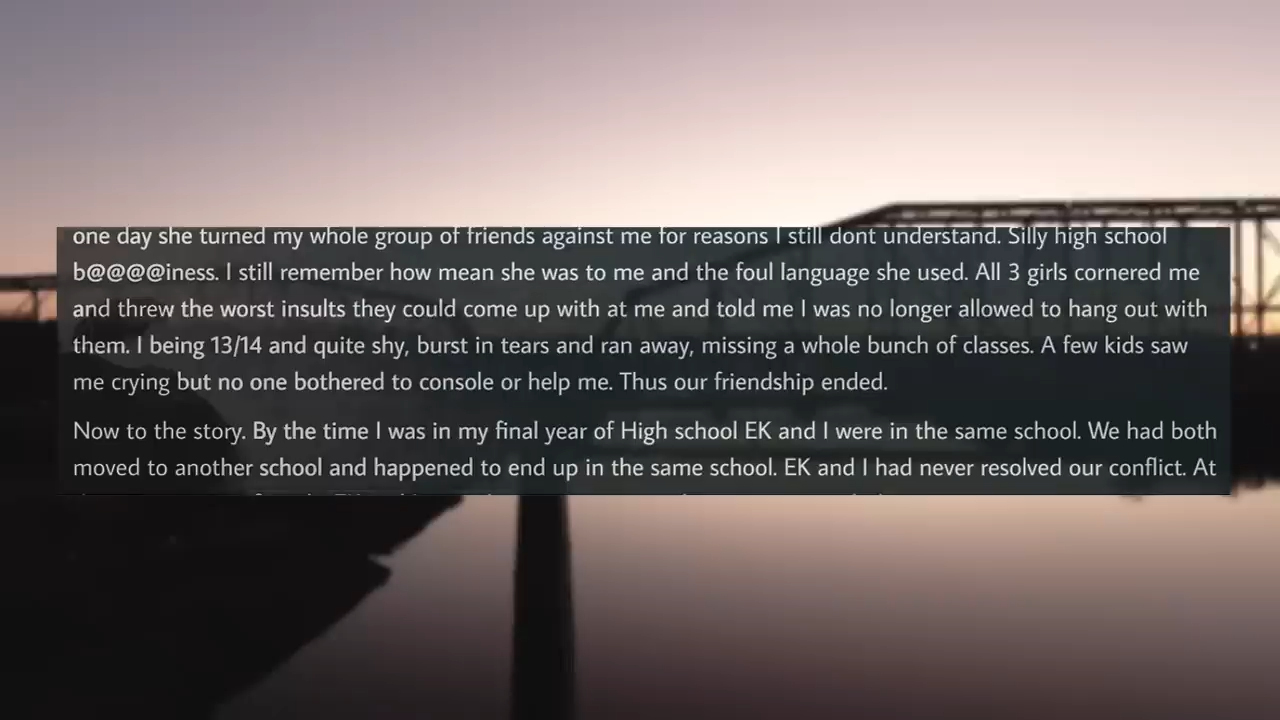 one day she turned my whole group of friends against me for reasons I still dont understand. Silly high school
b@@@@iness. I still remember how mean she was to me and the foul language she used. All 3 girls cornered me
and threw the worst insults they could come up with at me and told me I was no longer allowed to hang out with
them. I being 13/14 and quite shy, burst in tears and ran away, missing a whole bunch of classes. A few kids saw
me crying but no one bothered to console or help me. Thus our friendship ended.
Now to the story. By the time I was in my final year of High school EK and I were in the same school. We had both
moved to another school and happened to end up in the same school. EK and I had never resolved our conflict. At